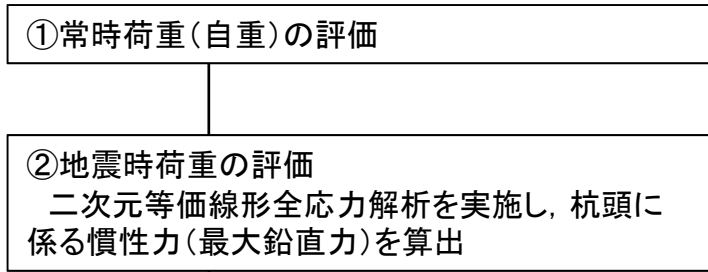 ①常時荷重(自重)の評価
②地震時荷重の評価
二次元等価線形全応力解析を実施し,杭頭に
係る慣性力(最大鉛直力)を算出